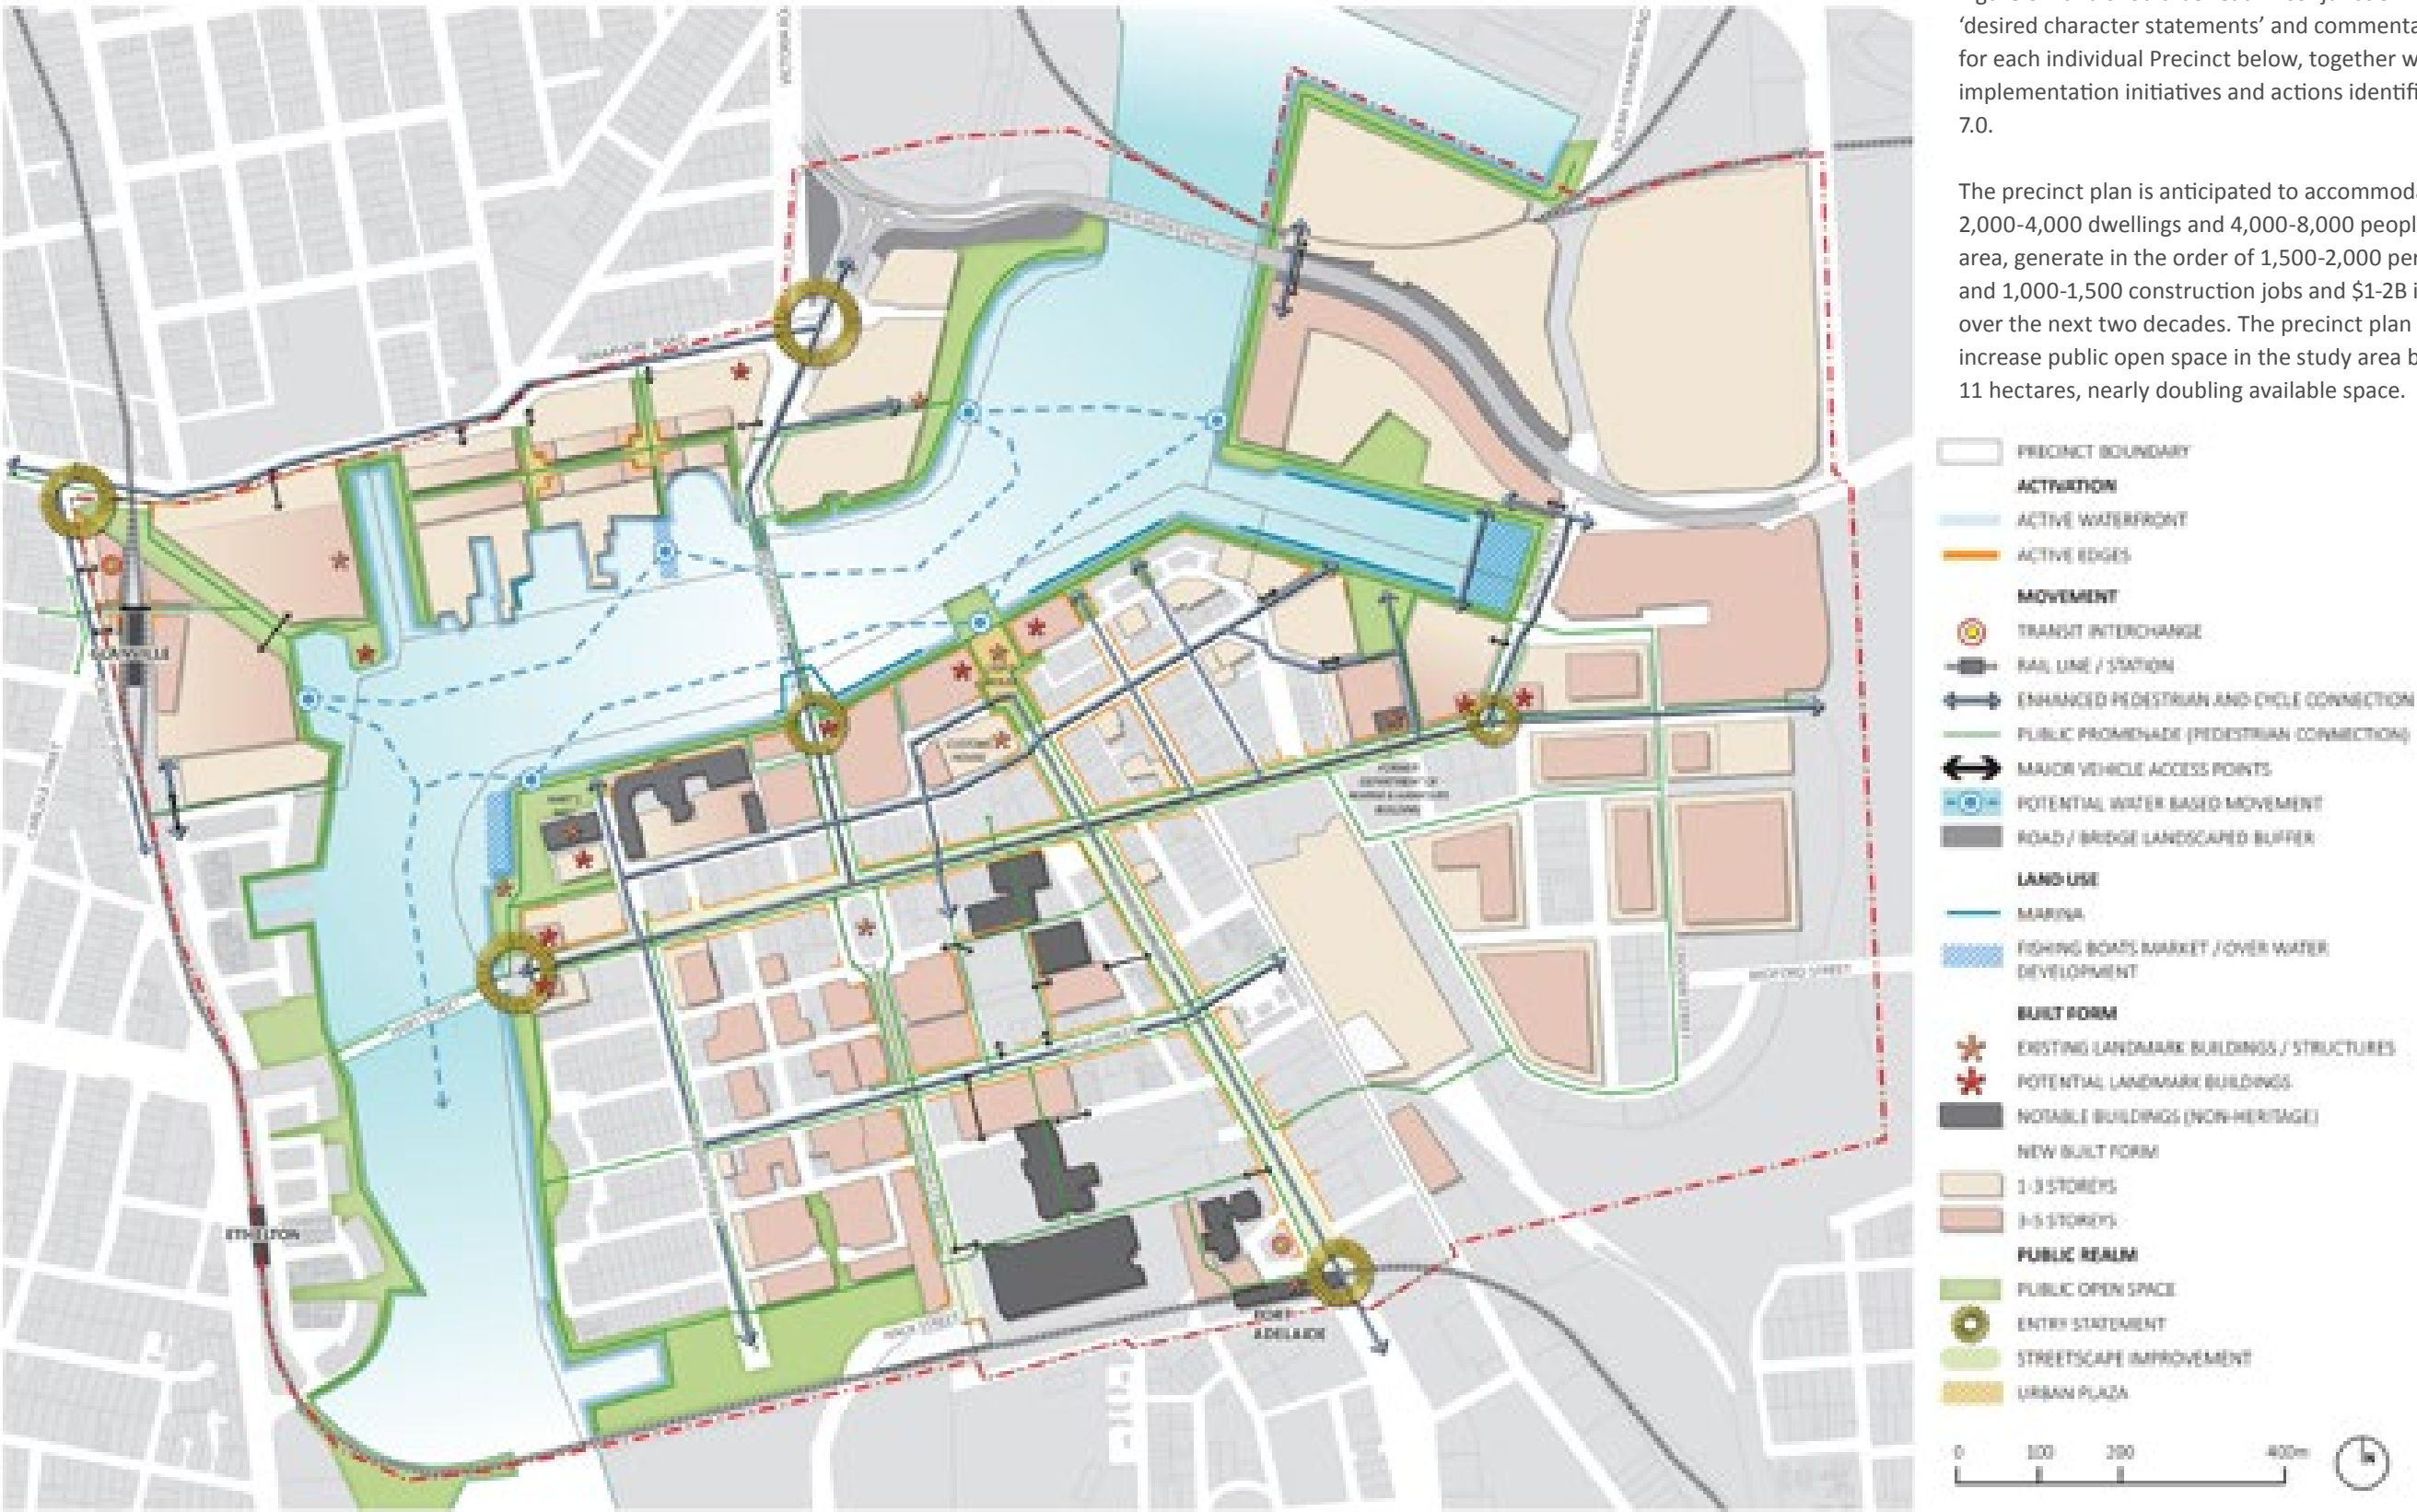 'desired character statements' and commenta
for each individual Precinct below, together w
implementation initiatives and actions identifi
7.0.
The precinct plan is anticipated to accommoda
2,000-4,000 dwellings and 4,000-8,000 peopl
area, generate in the order of 1,500-2,000 per
and 1,000-1,500 construction jobs and $1-2B i
over the next two decades. The precinct plan
increase public open space in the study area b
11 hectares, nearly doubling available space.
PRECINCT BOUNDARY
ACTIVATION
ACTIVE WATERFRONT
ACTIVE EDGES
MOVEMENT
TRANSIT INTERCHANGE
RAIL LINE / STATION
ENHANCED PEDESTRIAN AND CYCLE CONNECTION
PUBLIC PROMENADE (PEDESTRIAN CONNECTION)
MAJOR VEHICLE ACCESS POINTS
POTENTIAL WATER BASED MOVEMENT
ROAD / BRIDGE LANDSCAPED BUFFER
LAND USE
MARINA
FISHING BOATS MARKET / OVER WATER
DEVELOPMENT
BUILT FORM
EXISTING LANDMARK BUILDINGS / STRUCTURES
POTENTIAL LANDMARK BUILDINGS
NOTABLE BUILDINGS (NON-HERITAGE)
NEW BUILT FORM
1-3 STOREYS
3-5 STOREYS
PUBLIC REALM
PUBLIC OPEN SPACE
ENTRY STATEMENT
STREETSCAPE IMPROVEMENT
URBAN PLAZA
0 100 200 400m
GLANVILLE
ETHELTON
PORT
ADELAIDE
BEDFORD STREET